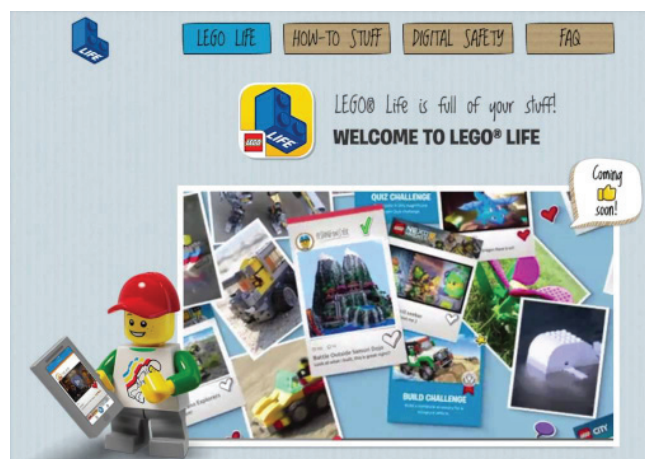 LIFE
LEGO LIFE
HOW-TO STUFF
DIGITAL SAFETY
FAQ
LEGO
LIFE
LEGO® Life is full of your stuff!
WELCOME TO LEGO® LIFE
Coming
soon!
QUIZ CHALLENGE
Battle Outside Sensei Dojo
BUILD CHALLENGE
Explorers
CITY